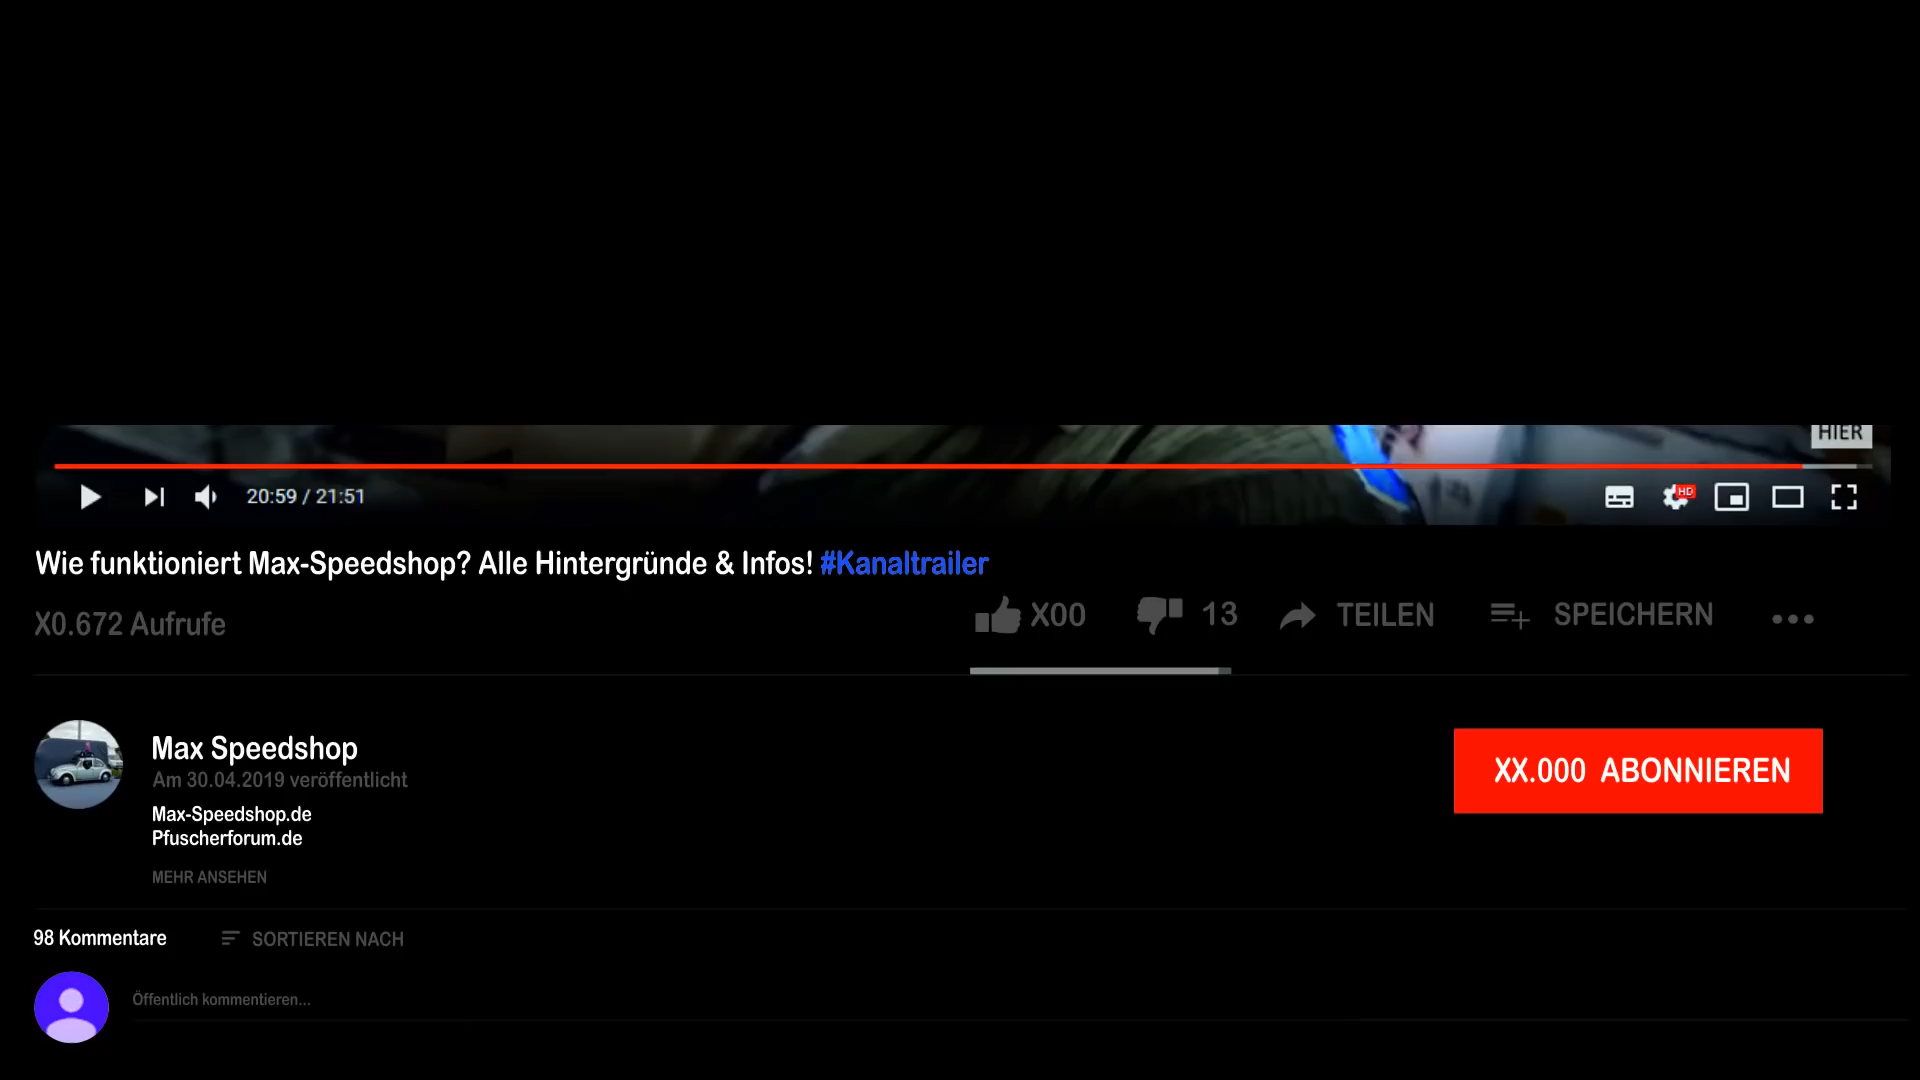 HIER
20:59 / 21:51
HD
Wie funktioniert Max-Speedshop? Alle Hintergründe & Infos! #Kanaltrailer
X0.672 Aufrufe
X00
13
TEILEN
SPEICHERN
Max Speedshop
Am 30.04.2019 veröffentlicht
Max-Speedshop.de
Pfuscherforum.de
MEHR ANSEHEN
XX.000 ABONNIEREN
98 Kommentare
SORTIEREN NACH
Öffentlich kommentieren...